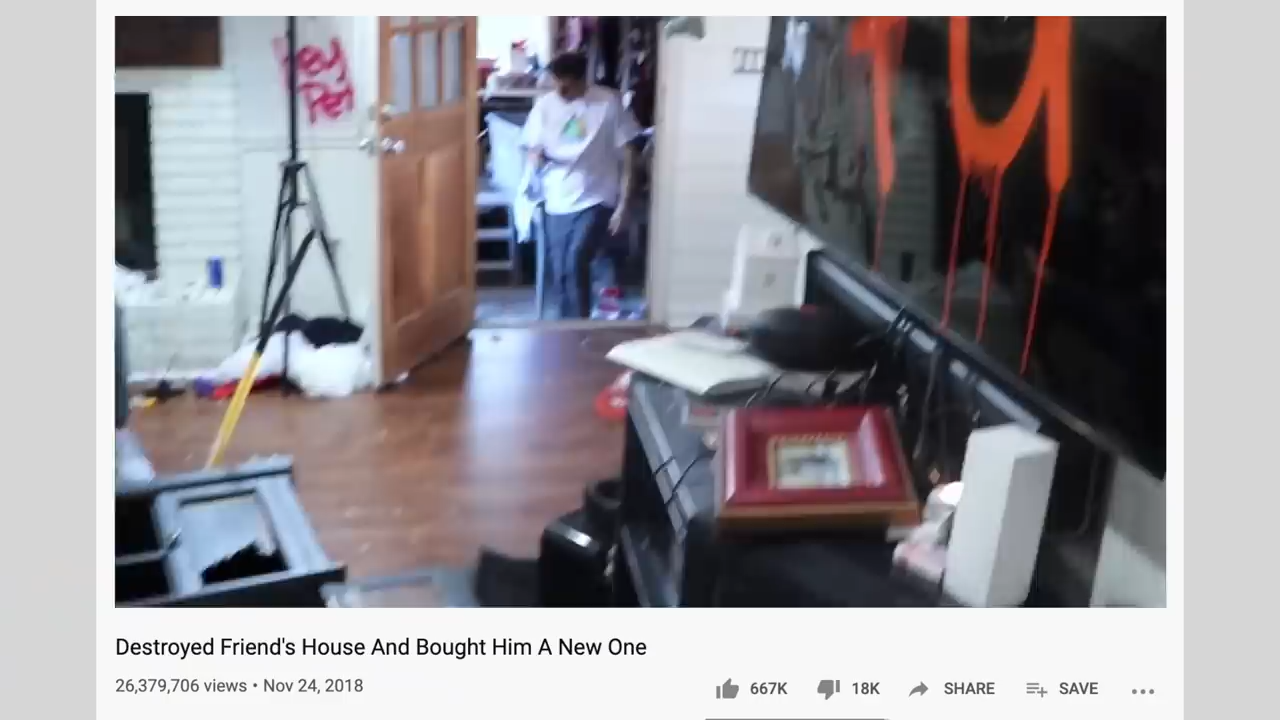 Hey
Pet
Destroyed Friend's House And Bought Him A New One
26,379,706 views • Nov 24, 2018
667K
18K
SHARE
SAVE